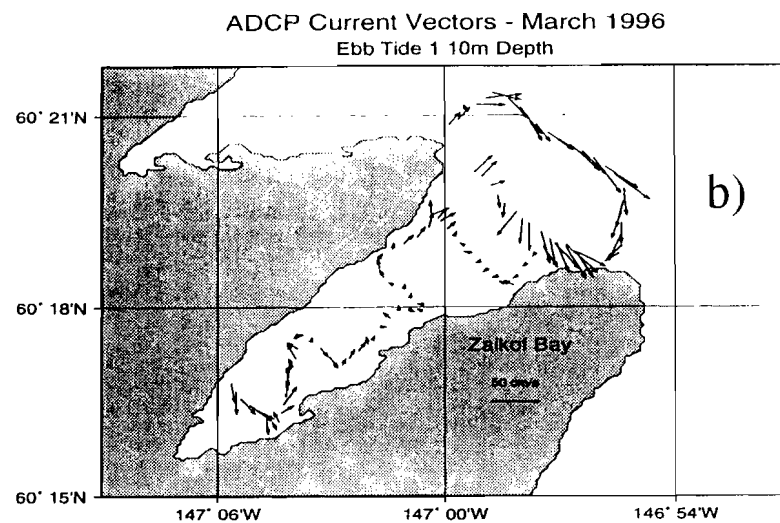 ADCP Current Vectors - March 1996
Ebb Tide 1 10m Depth
60° 21'N
b)
60° 18'N
Zaikof Bay
50 cm/s
60° 15'N
147° 06'W
147° 00'W
146° 54'W